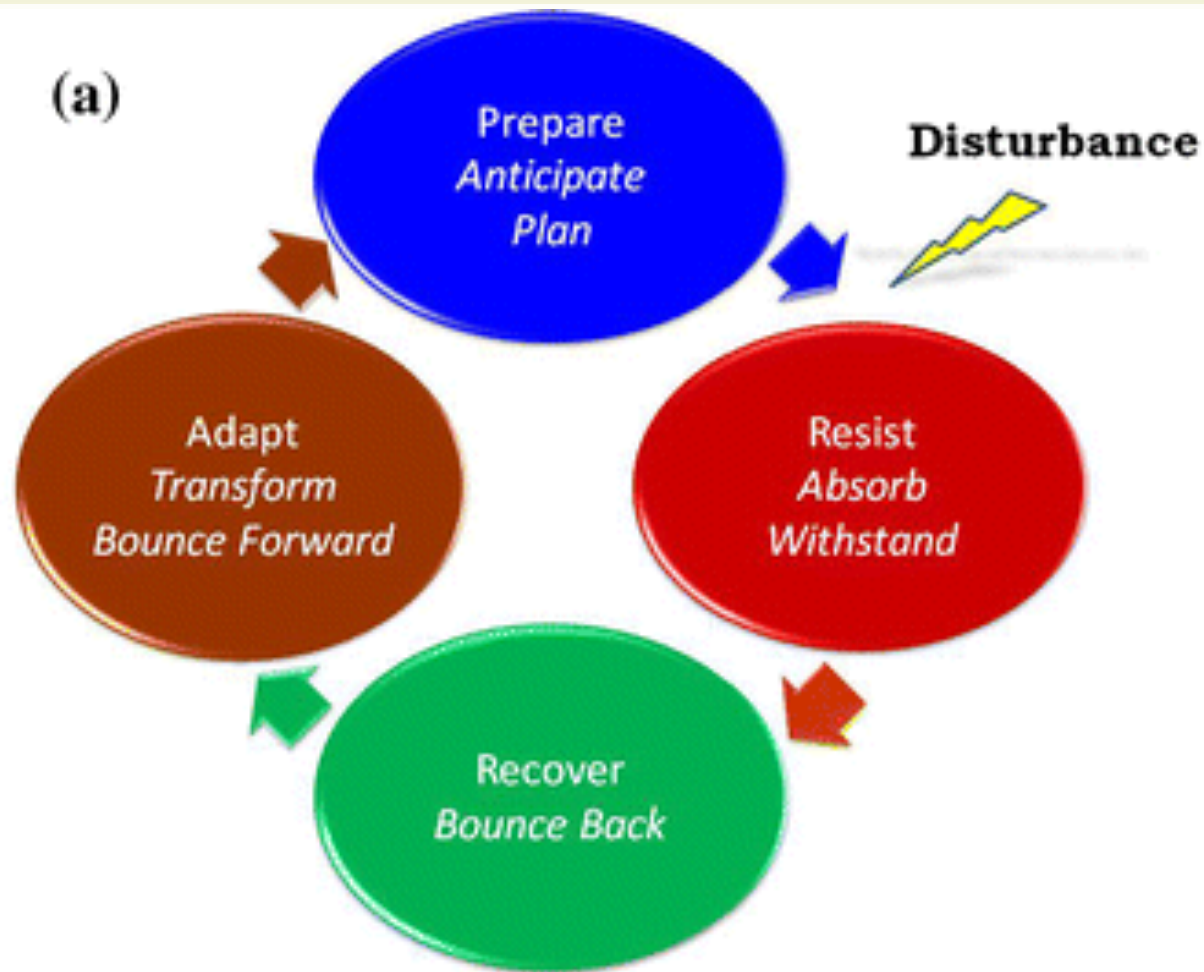 (a)
Prepare
Anticipate
Plan
Disturbance
Adapt
Transform
Bounce Forward
Resist
Absorb
Withstand
Recover
Bounce Back